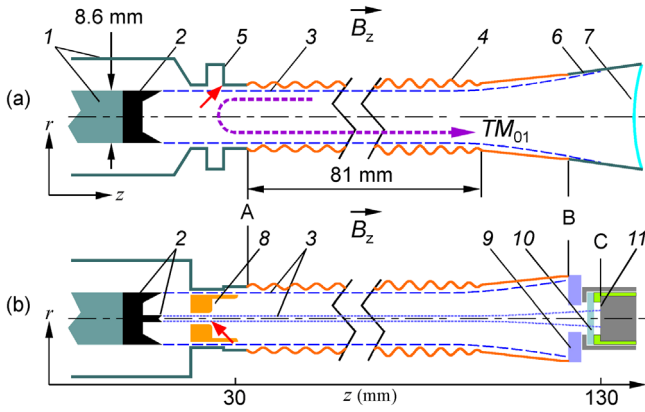 8.6 mm
1 2 5 3 B_z 4 6 7
(a)
TM_01
r
z
81 mm
A B_z B
2 8 3 9 10 C 11
(b)
r
30 z (mm) 130